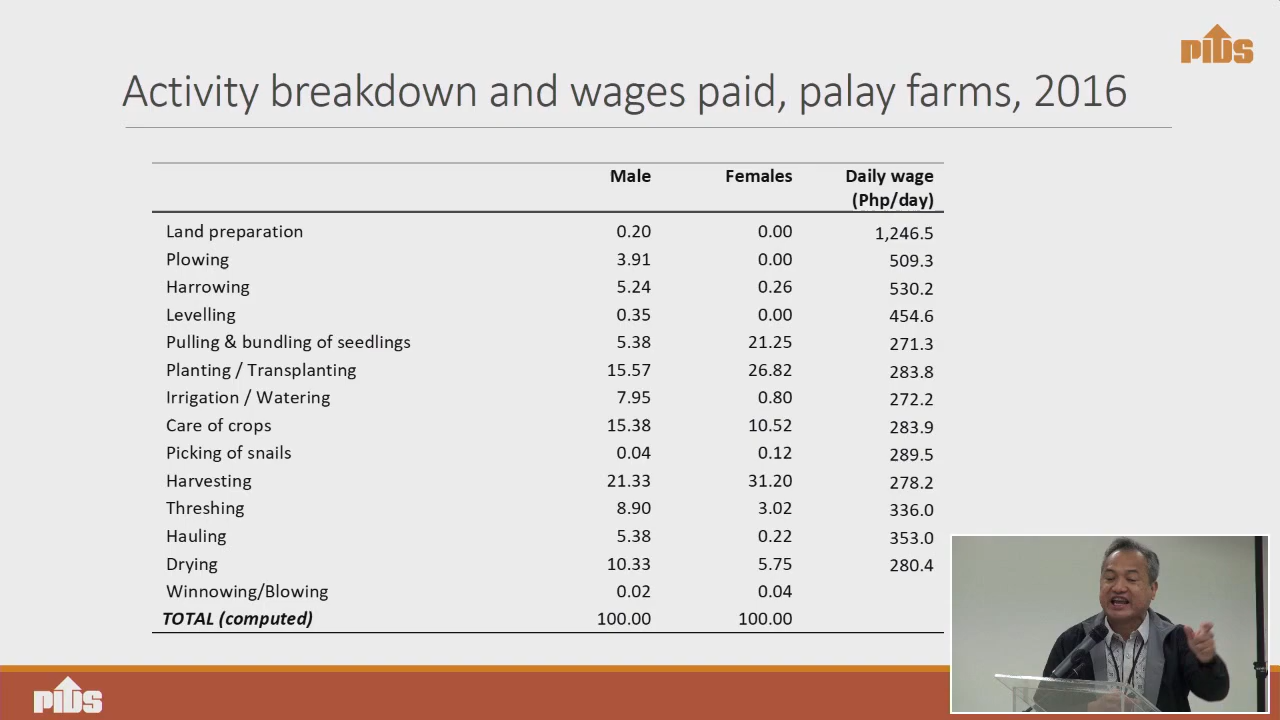 PIDS
Activity breakdown and wages paid, palay farms, 2016
Male Females Daily wage
(Php/day)
Land preparation 0.20 0.00 1,246.5
Plowing 3.91 0.00 509.3
Harrowing 5.24 0.26 530.2
Levelling 0.35 0.00 454.6
Pulling & bundling of seedlings 5.38 21.25 271.3
Planting / Transplanting 15.57 26.82 283.8
Irrigation / Watering 7.95 0.80 272.2
Care of crops 15.38 10.52 283.9
Picking of snails 0.04 0.12 289.5
Harvesting 21.33 31.20 278.2
Threshing 8.90 3.02 336.0
Hauling 5.38 0.22 353.0
Drying 10.33 5.75 280.4
Winnowing/Blowing 0.02 0.04
TOTAL (computed) 100.00 100.00
PIDS